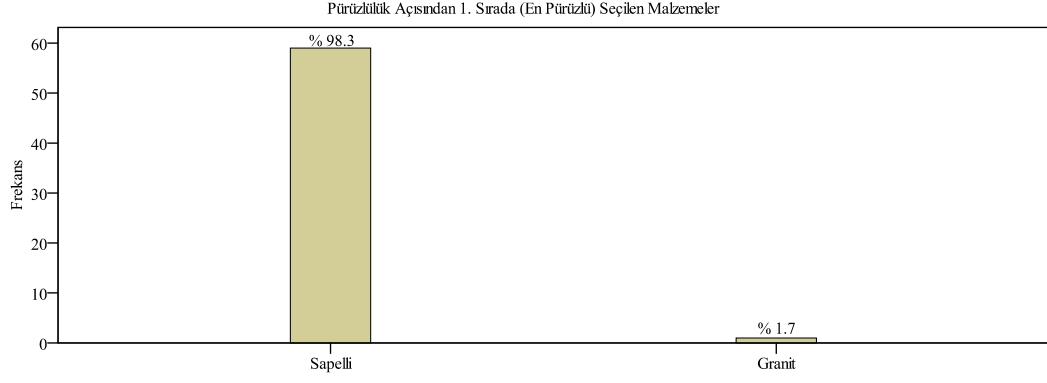 Pürüzlülük Açısından 1. Sırada (En Pürüzlü) Seçilen Malzemeler
60
50
40
30
20
10
0
Frekans
% 98.3
% 1.7
Sapelli
Granit